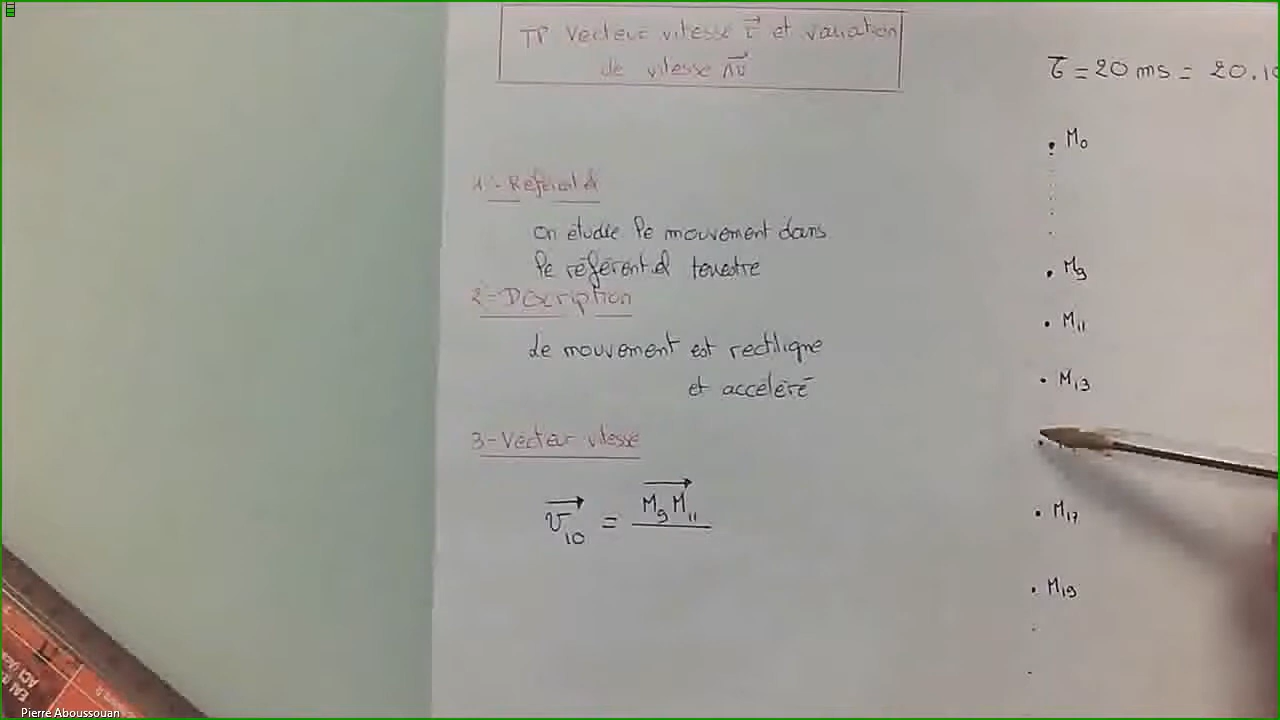 TP Vecteur vitesse v⃗ et variation
de vitesse Δv⃗
τ = 20 ms = 20.10
M₀
1 - Référentiel
on étudie le mouvement dans
le référentiel terrestre
M₉
2 - Description
M₁₁
Le mouvement est rectiligne
et accéléré
M₁₃
3 - Vecteur vitesse
v⃗₁₀ = M₉M₁₁
M₁₇
M₁₉
Pierre Aboussouan